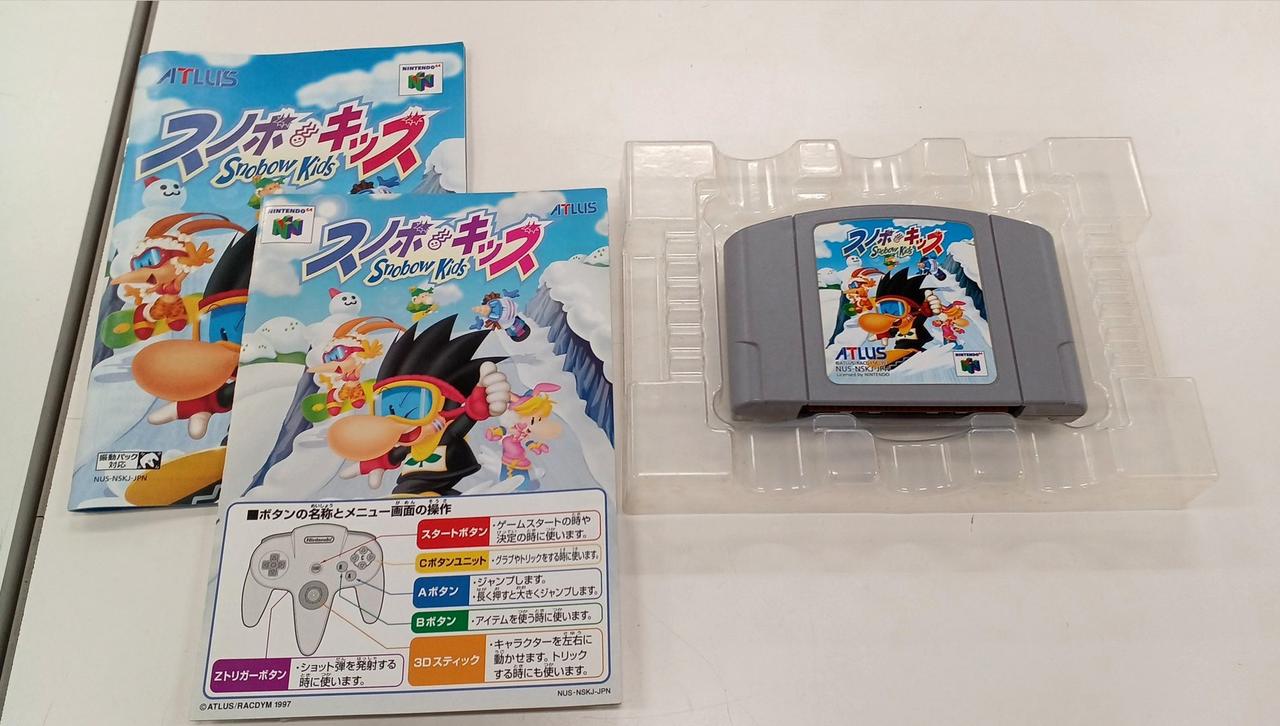 ATLUS
NINTENDO 64
スノボキッズ
Snobow Kids
振動パック
対応
NUS-NSKJ-JPN
NINTENDO 64
ATLUS
スノボキッズ
Snobow Kids
■ボタンの名称とメニュー画面の操作
Nintendo
スタートボタン
・ゲームスタートの時や
決定の時に使います。
Cボタンユニット
・グラブやトリックをする時に使います。
Aボタン
・ジャンプします。
・長く押すと大きくジャンプします。
Bボタン
・アイテムを使う時に使います。
3Dスティック
・キャラクターを左右に
動かせます。トリック
する時にも使います。
Zトリガーボタン
・ショット弾を発射する
時に使います。
©ATLUS/RACDYM 1997
NUS-NSKJ-JPN
スノボキッズ
Snobow Kids
ATLUS
NUS-NSKJ-JPN
Licensed by NINTENDO
NINTENDO 64